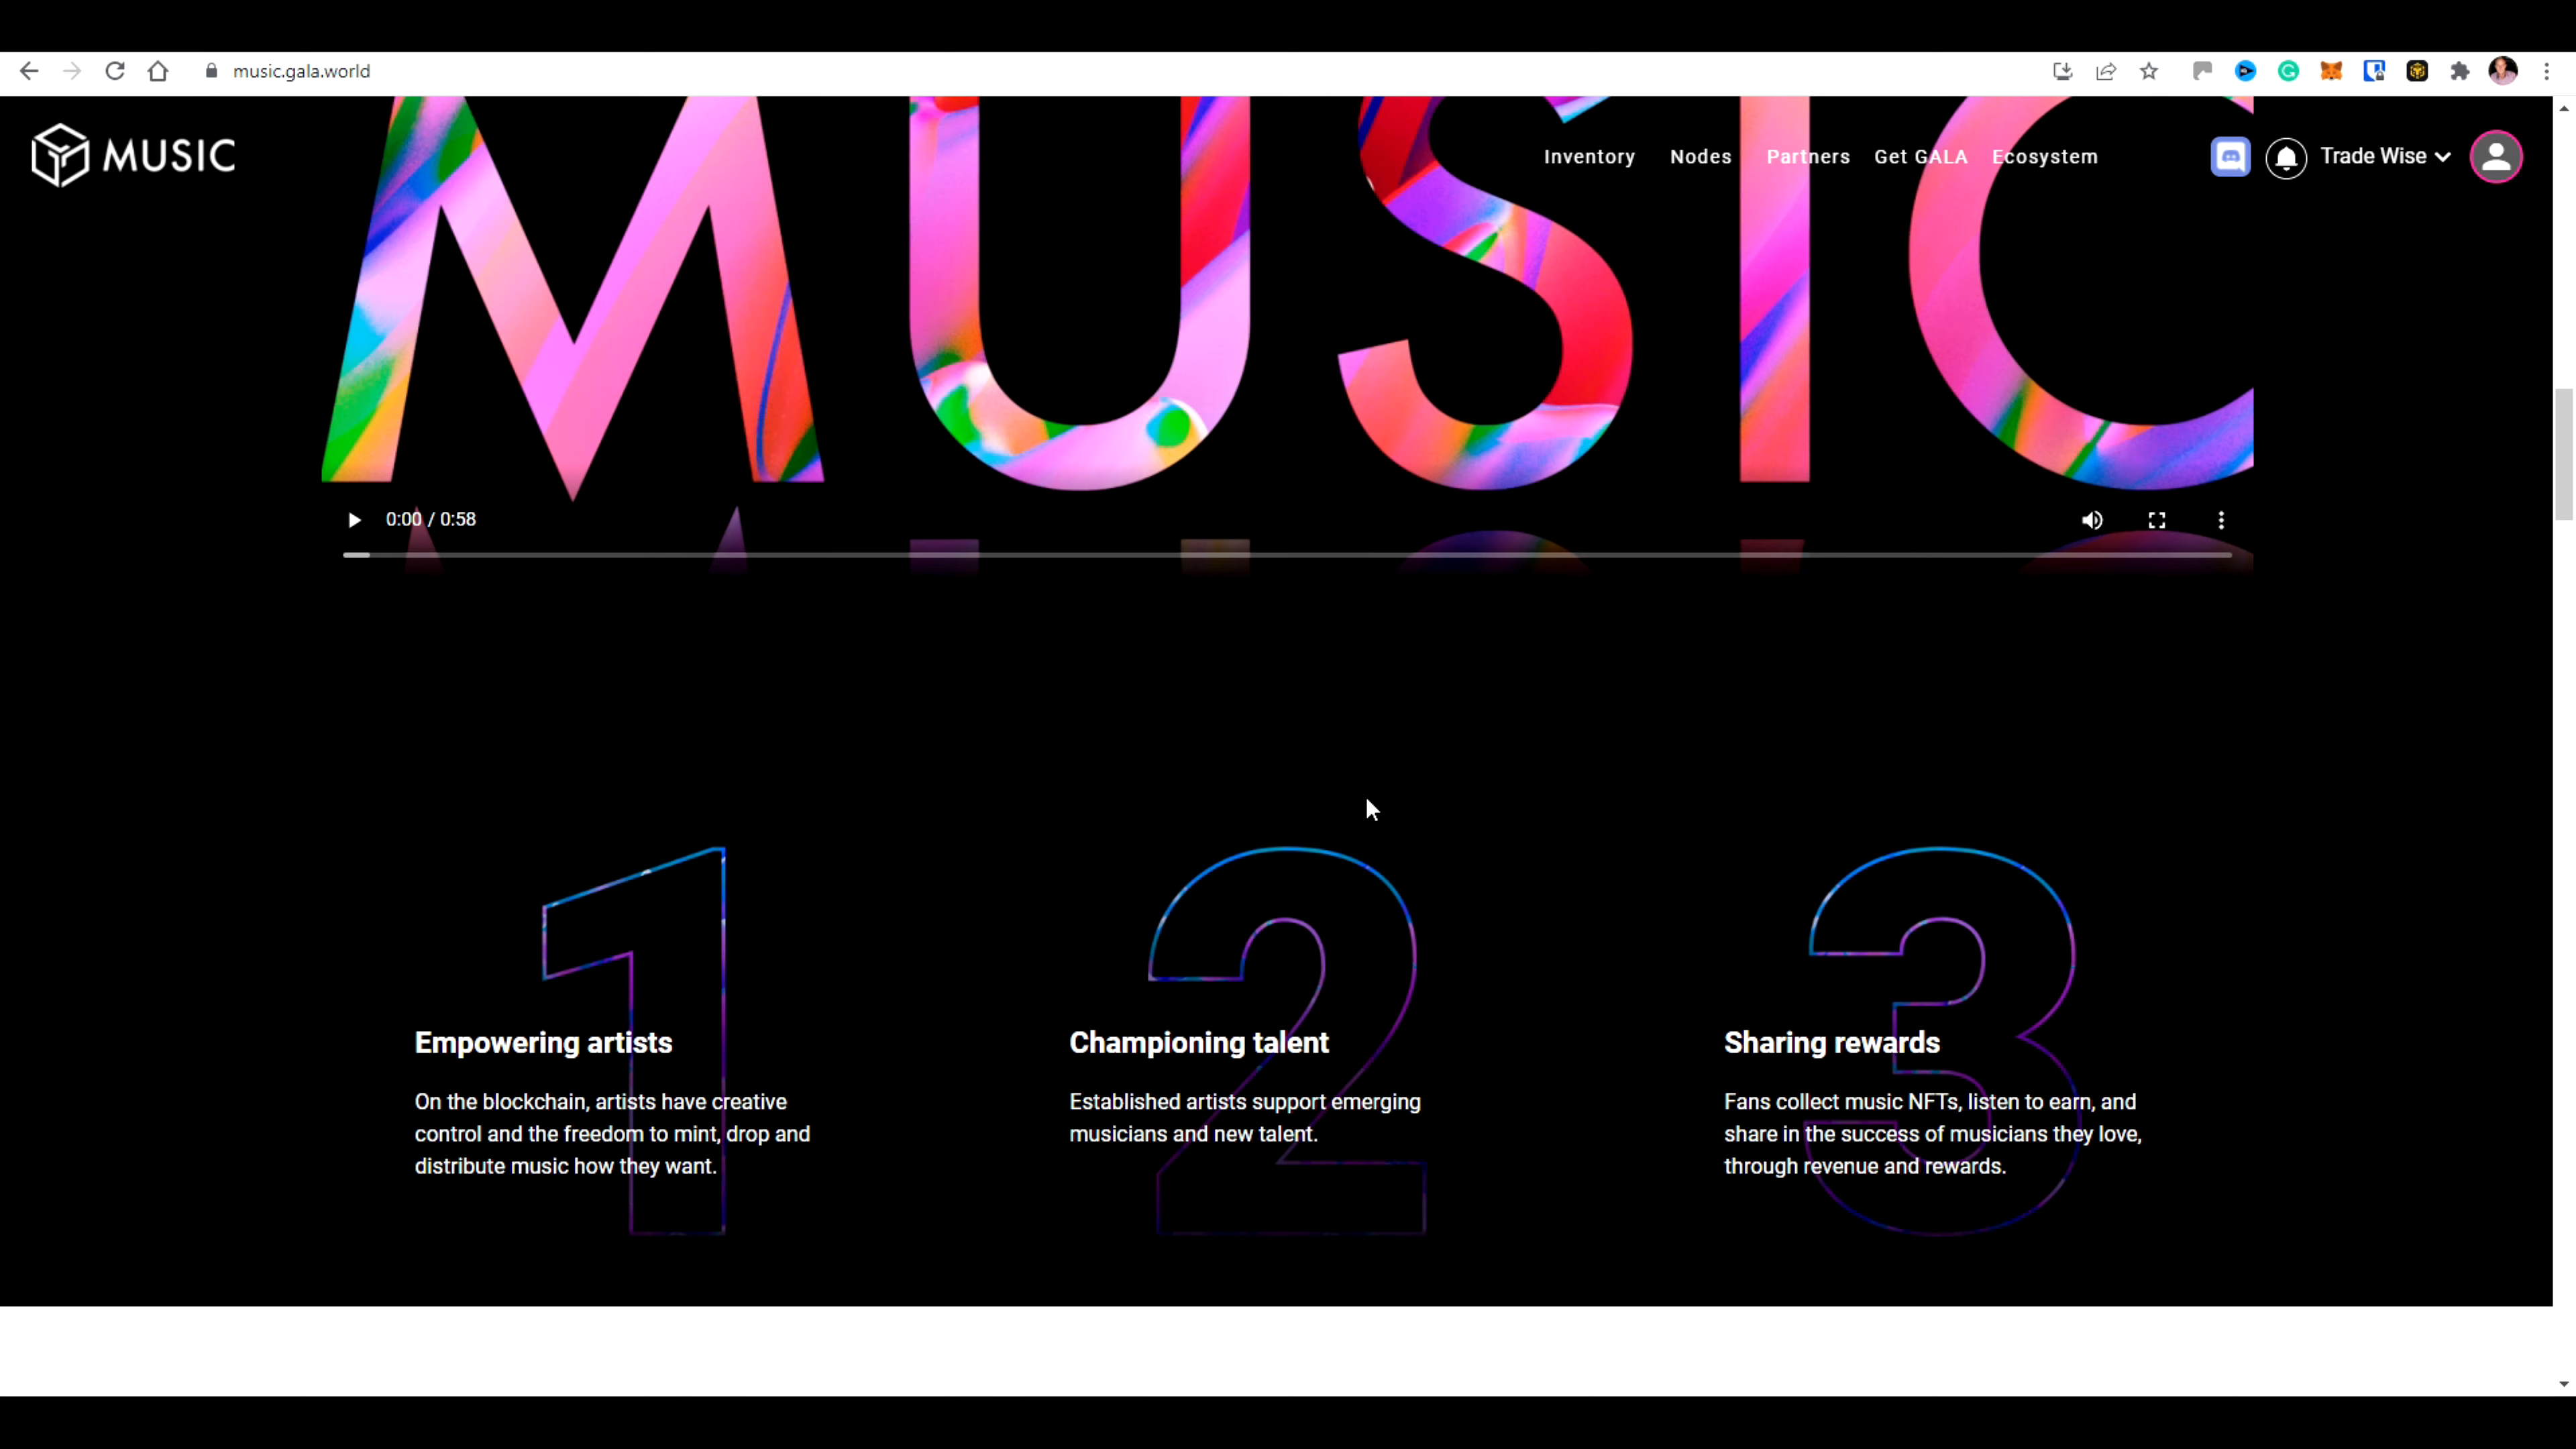 music.gala.world
MUSIC
MUSIC
Inventory Nodes Partners Get GALA Ecosystem
Trade Wise
0:00 / 0:58
1
2
3
Empowering artists
On the blockchain, artists have creative
control and the freedom to mint, drop and
distribute music how they want.
Championing talent
Established artists support emerging
musicians and new talent.
Sharing rewards
Fans collect music NFTs, listen to earn, and
share in the success of musicians they love,
through revenue and rewards.